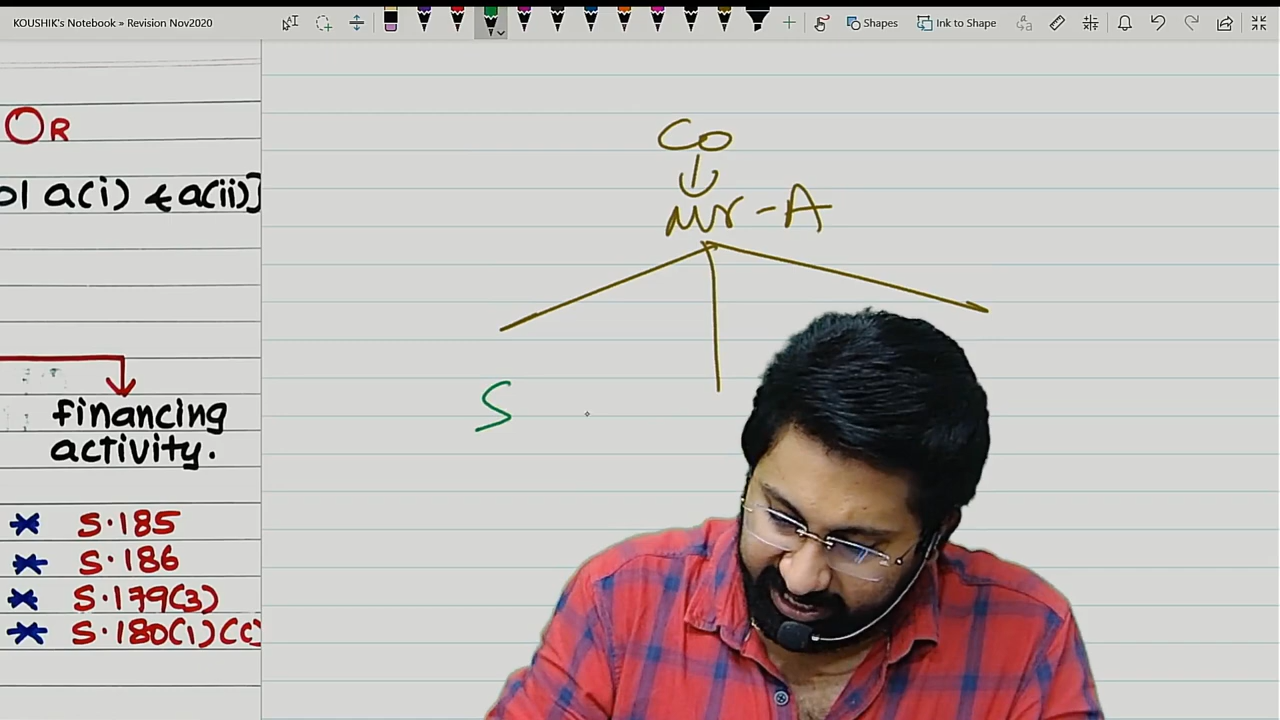 KOUSHIK's Notebook » Revision Nov2020
Shapes
Ink to Shape
OR
a(i) & a(ii)]
financing
activity.
* S.185
* S.186
* S.179(3)
* S.180(1)(c)
Co
Mr-A
S